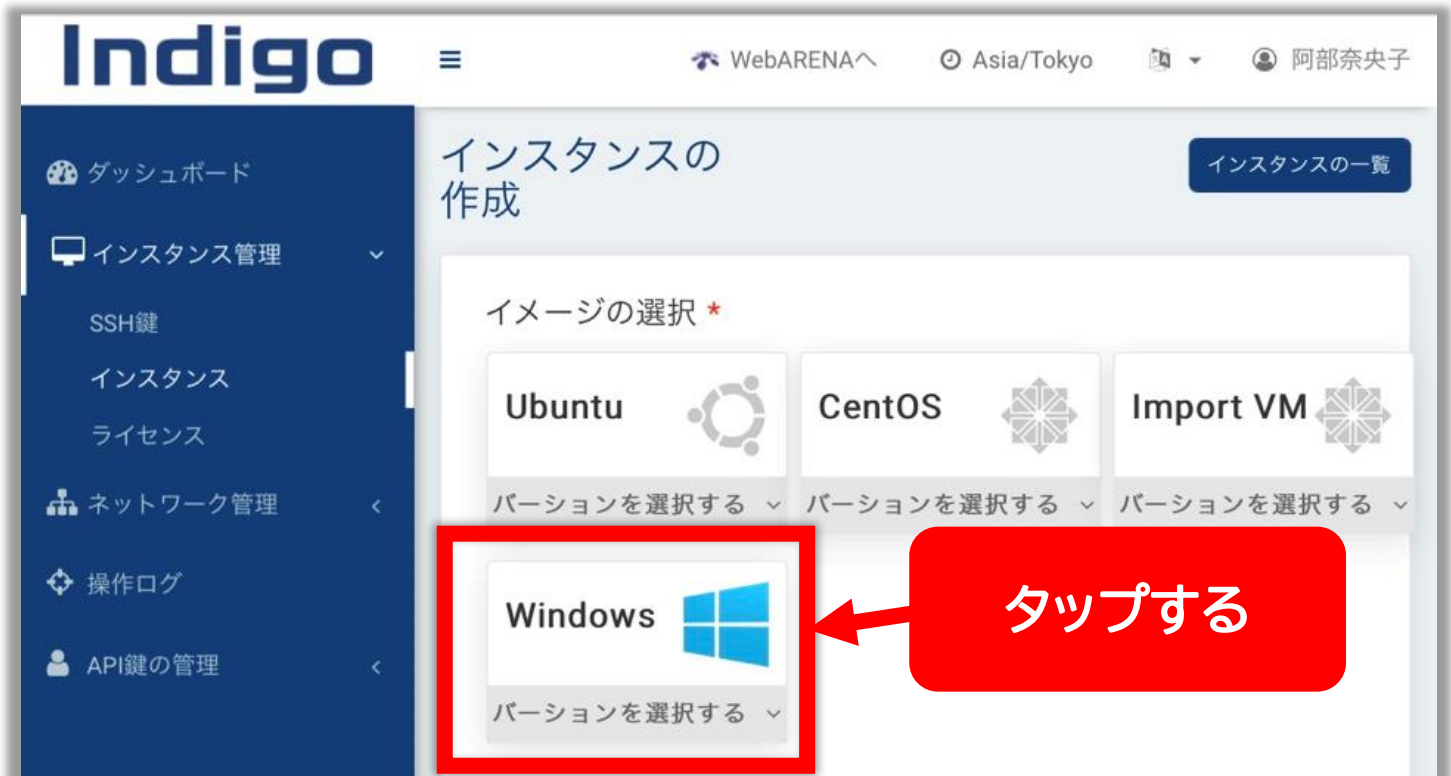 Indigo
WebARENAへ
Asia/Tokyo
阿部奈央子
ダッシュボード
インスタンス管理
SSH鍵
インスタンス
ライセンス
ネットワーク管理
操作ログ
API鍵の管理
インスタンスの
作成
インスタンスの一覧
イメージの選択 *
Ubuntu
CentOS
Import VM
バージョンを選択する
バージョンを選択する
バージョンを選択する
Windows
バージョンを選択する
タップする